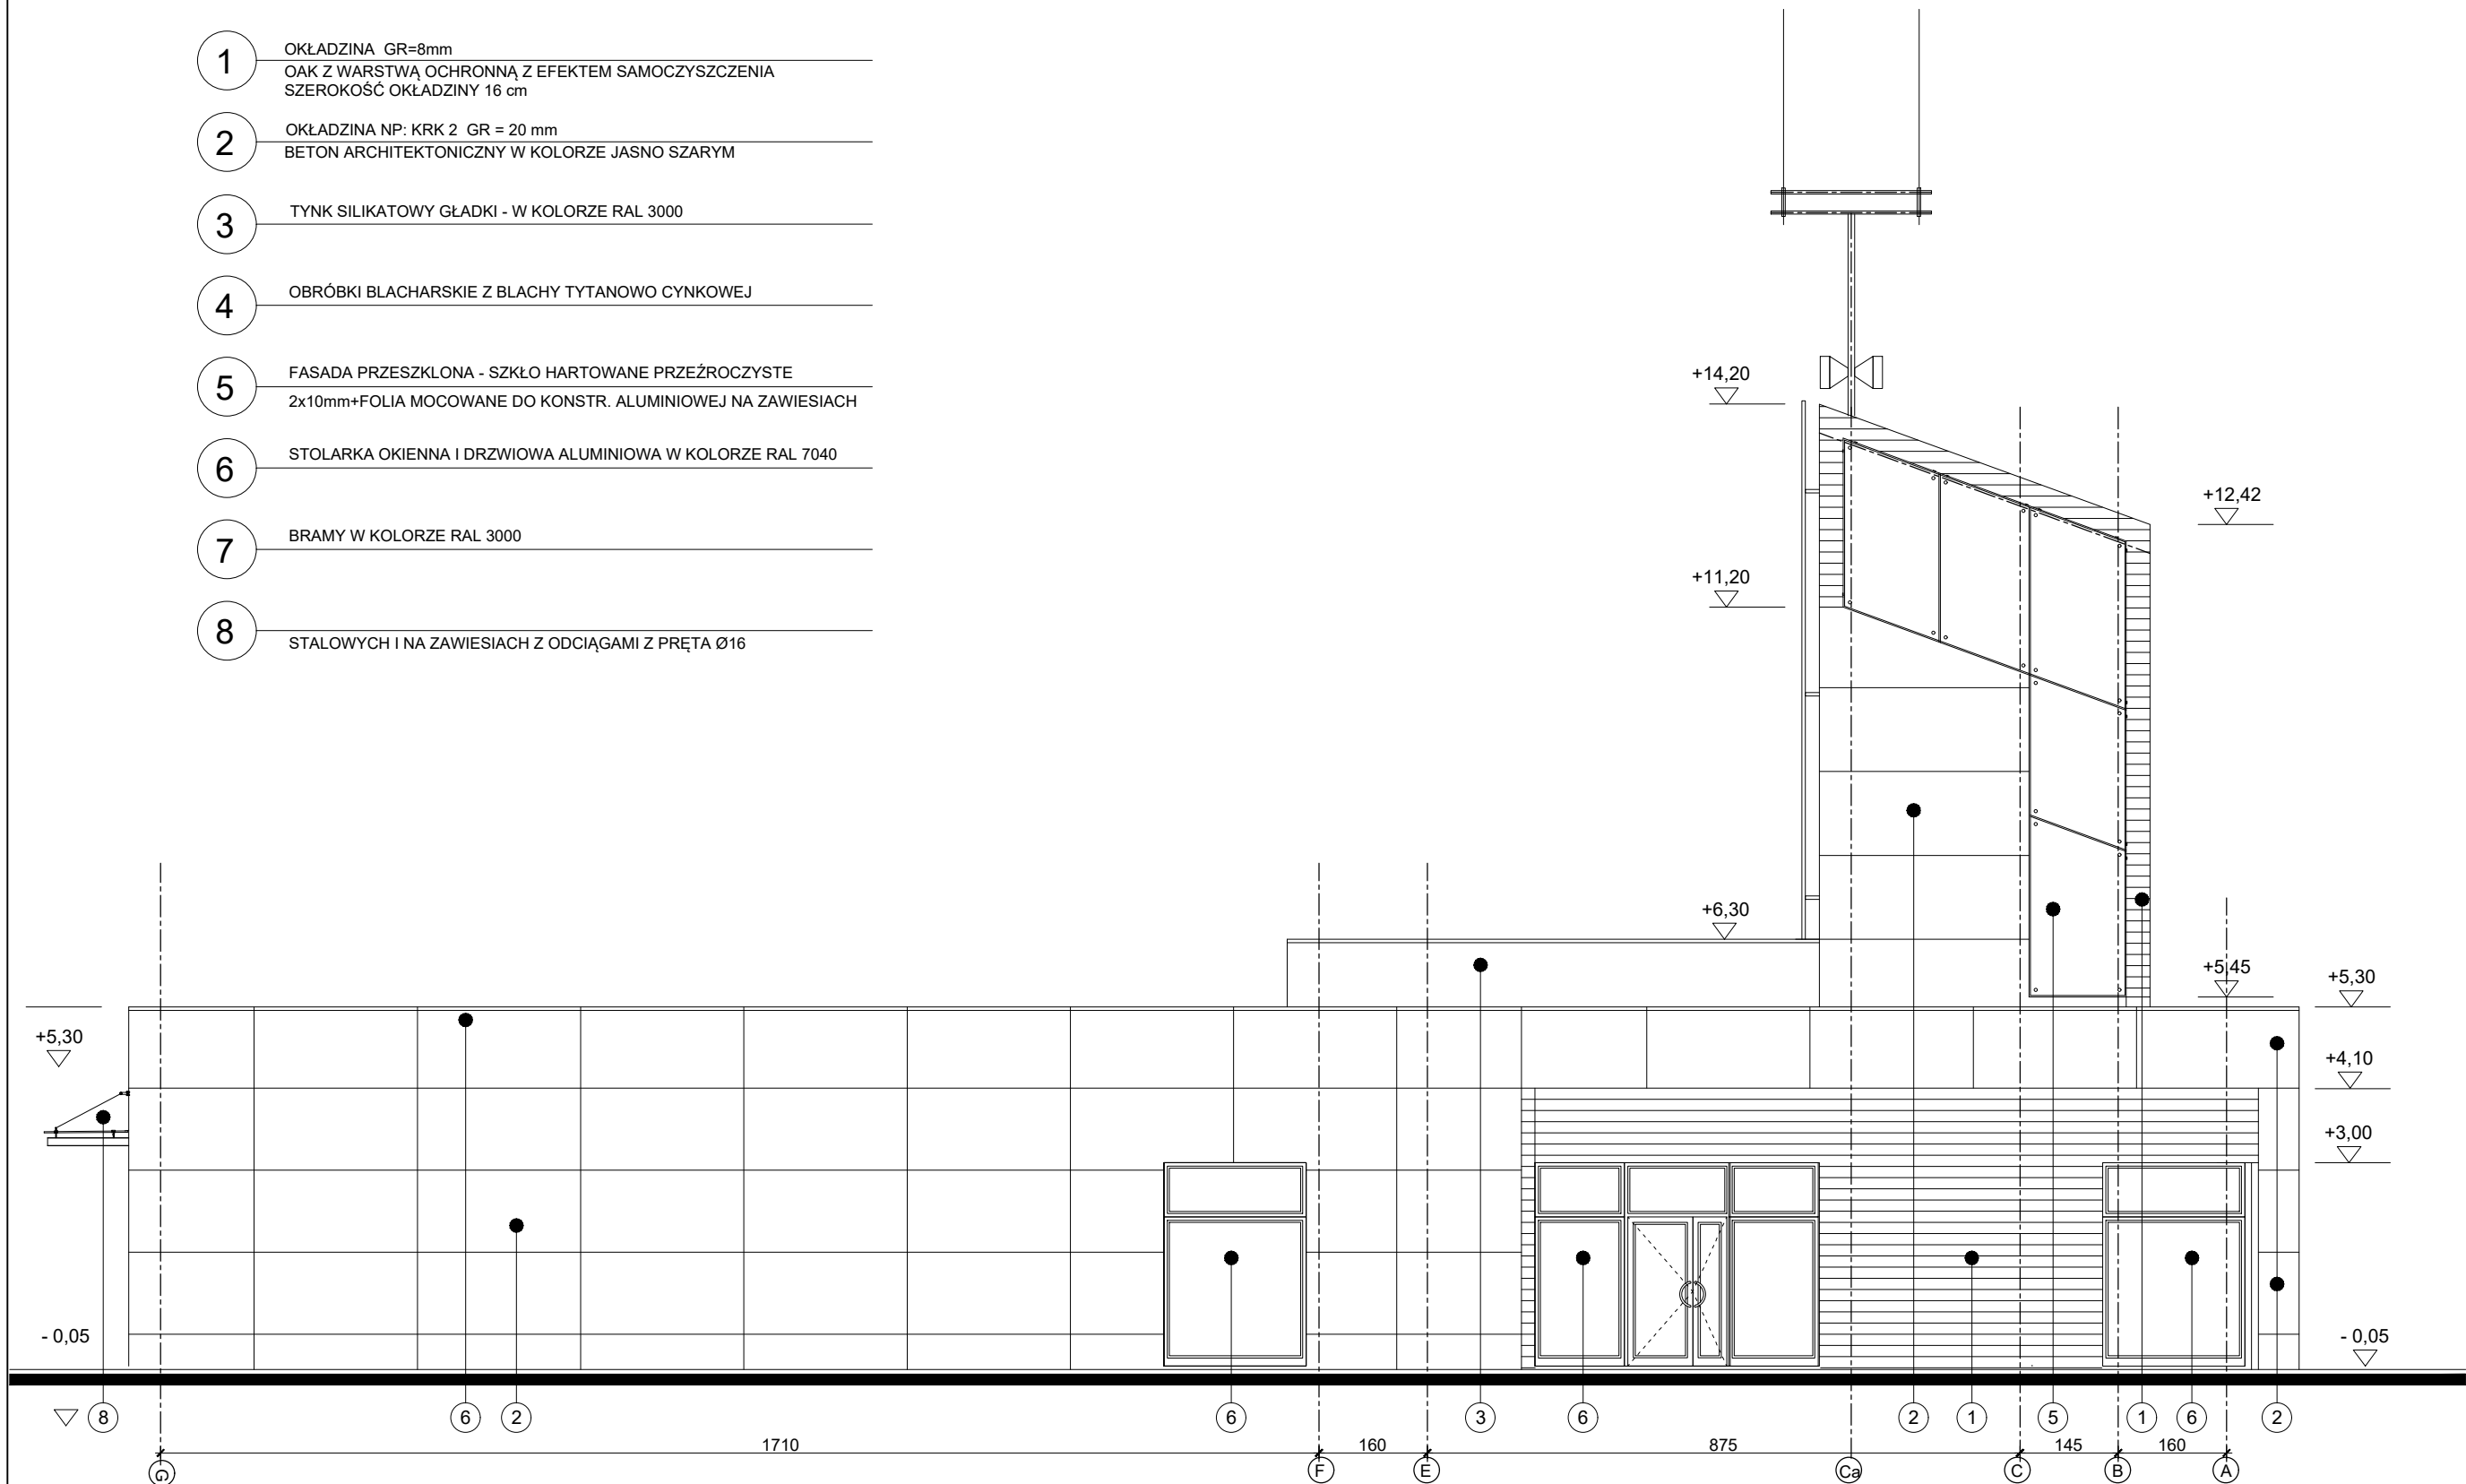 1
OKŁADZINA GR=8mm
OAK Z WARSTWĄ OCHRONNĄ Z EFEKTEM SAMOCZYSZCZENIA
SZEROKOŚĆ OKŁADZINY 16 cm
2
OKŁADZINA NP: KRK 2 GR = 20 mm
BETON ARCHITEKTONICZNY W KOLORZE JASNO SZARYM
3
TYNK SILIKATOWY GŁADKI - W KOLORZE RAL 3000
4
OBRÓBKI BLACHARSKIE Z BLACHY TYTANOWO CYNKOWEJ
5
FASADA PRZESZKLONA - SZKŁO HARTOWANE PRZEŹROCZYSTE
2x10mm+FOLIA MOCOWANE DO KONSTR. ALUMINIOWEJ NA ZAWIESIACH
6
STOLARKA OKIENNA I DRZWIOWA ALUMINIOWA W KOLORZE RAL 7040
7
BRAMY W KOLORZE RAL 3000
8
STALOWYCH I NA ZAWIESIACH Z ODCIĄGAMI Z PRĘTA Ø16
+14,20
+12,42
+11,20
+6,30
+5,45
+5,30
+5,30
+4,10
+3,00
- 0,05
- 0,05
8 6 2 6 3 6 2 1 5 1 6 2
1710 160 875 145 160
G F E Ca C B A